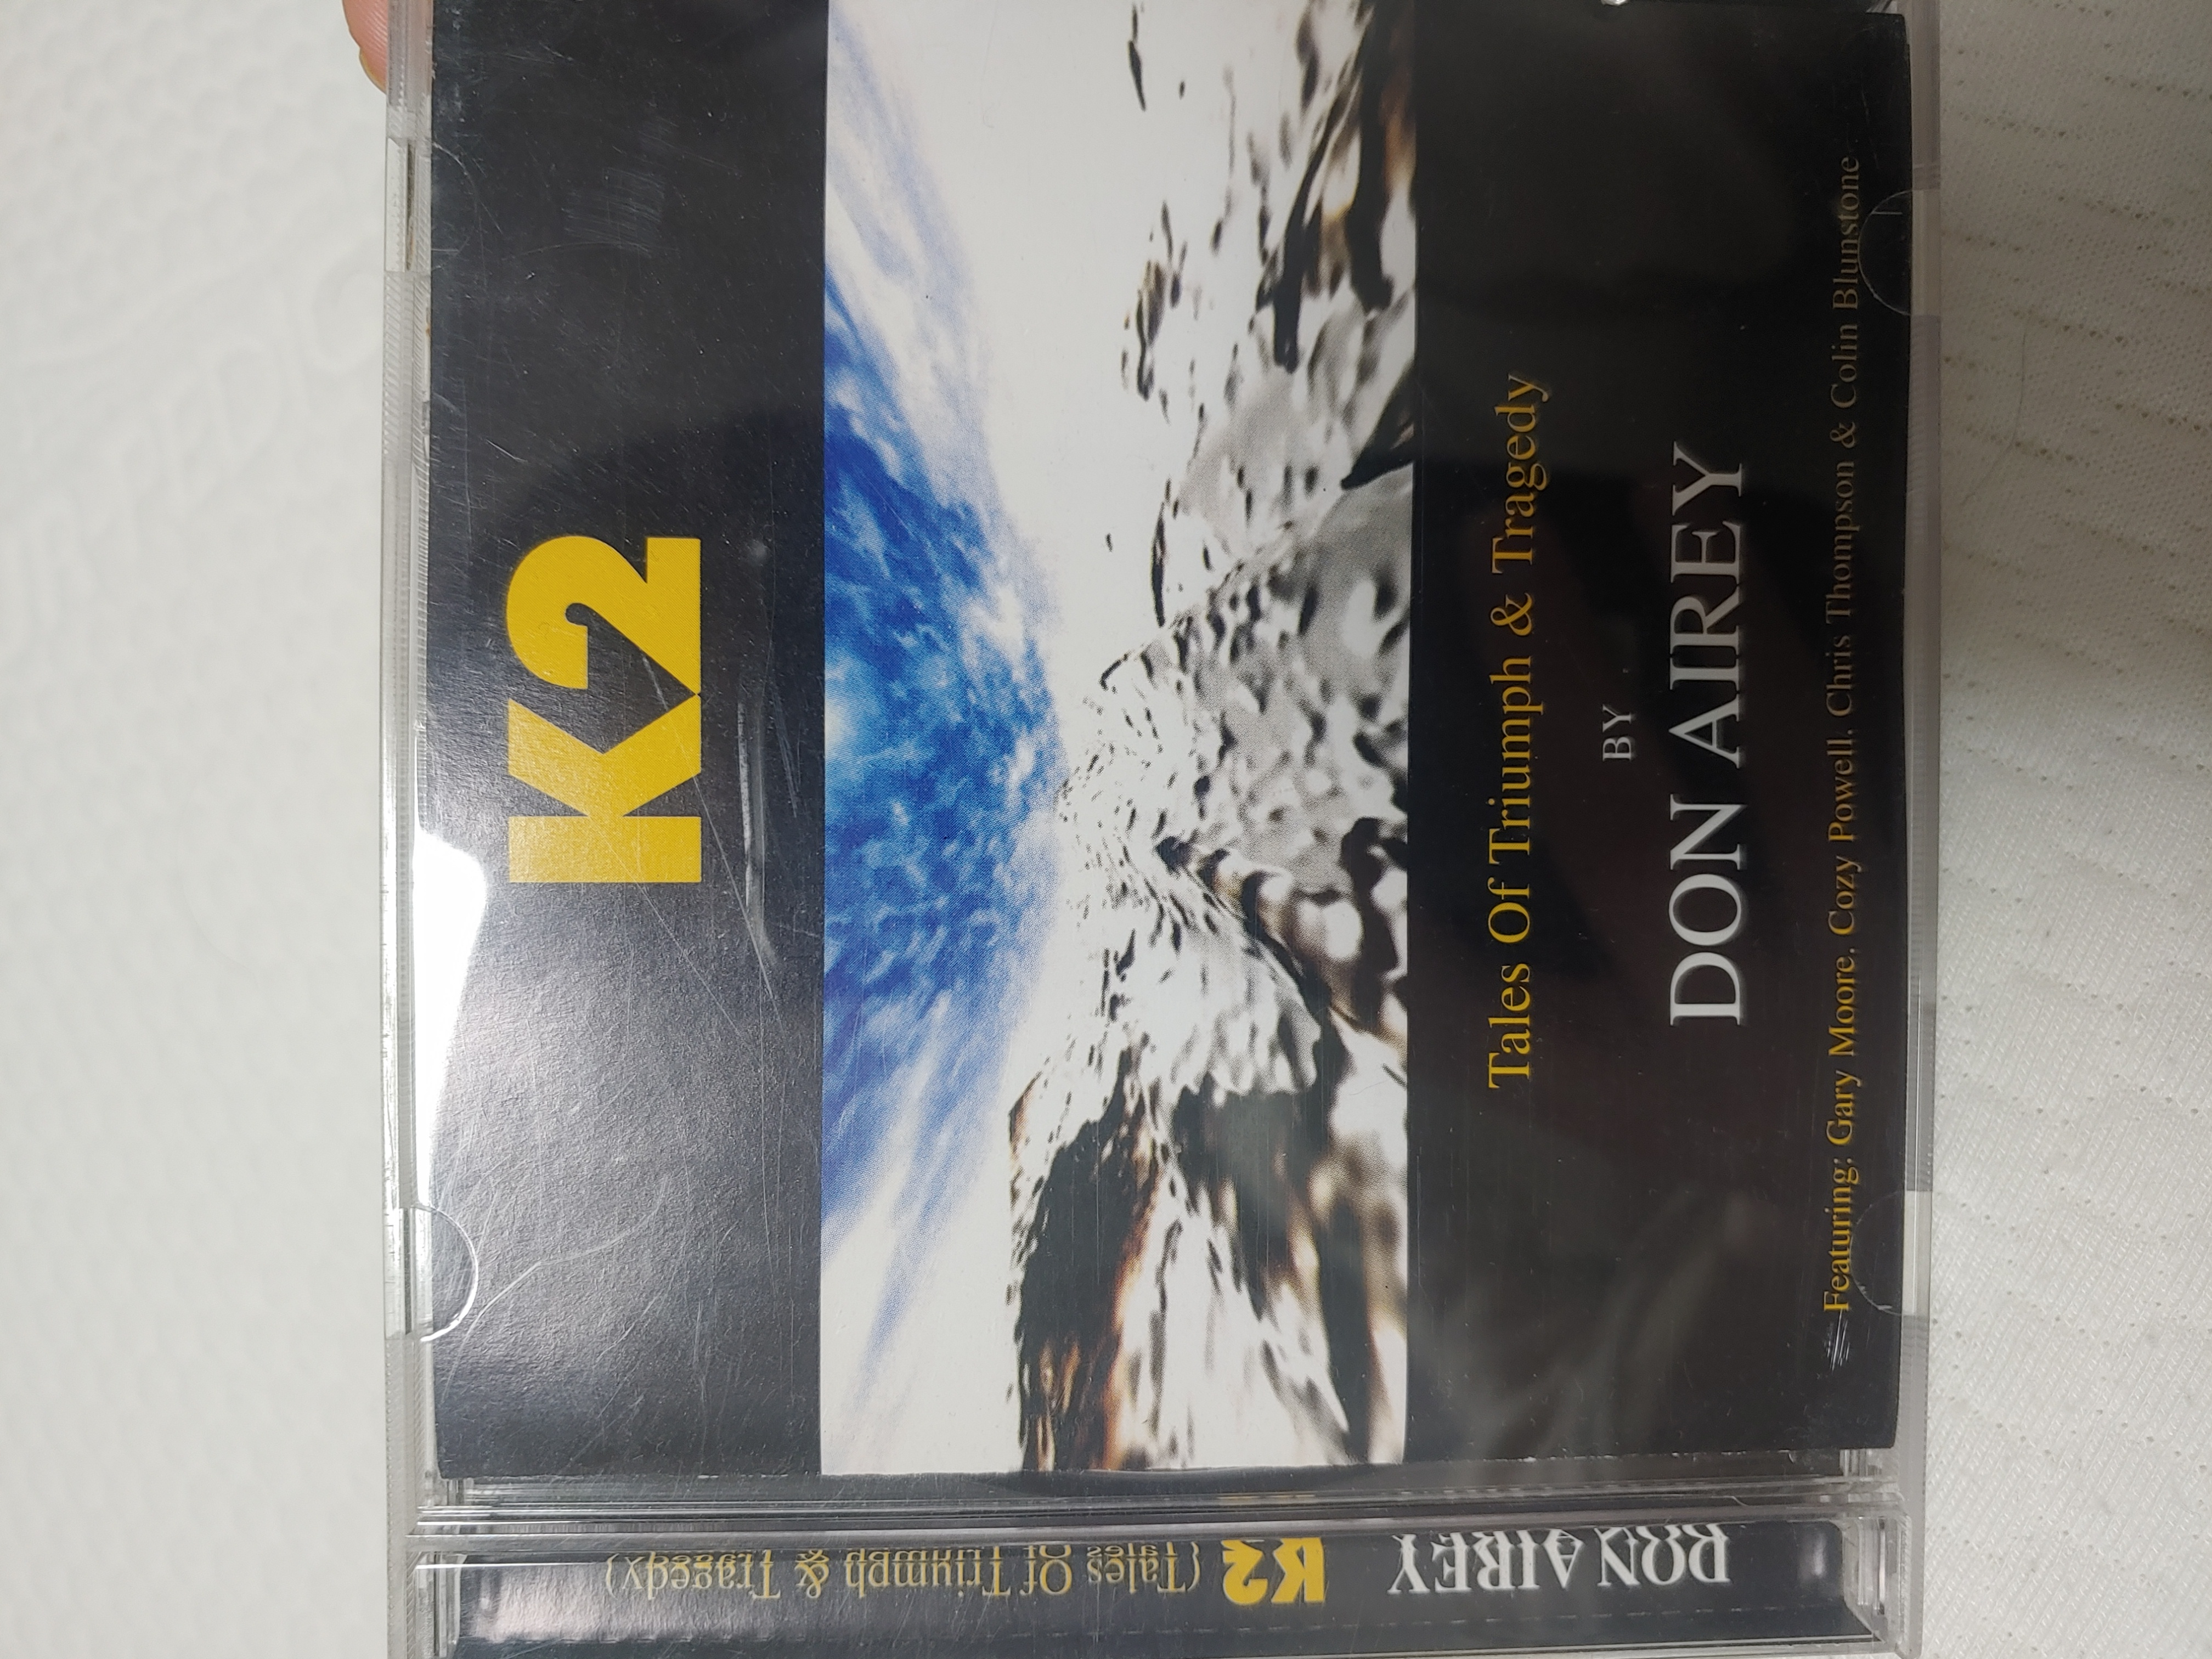 K2
Tales Of Triumph & Tragedy
BY
DON AIREY
Featuring: Gary Moore, Cozy Powell, Chris Thompson & Colin Blunstone
DON AIREY K2 (Tales Of Triumph & Tragedy)